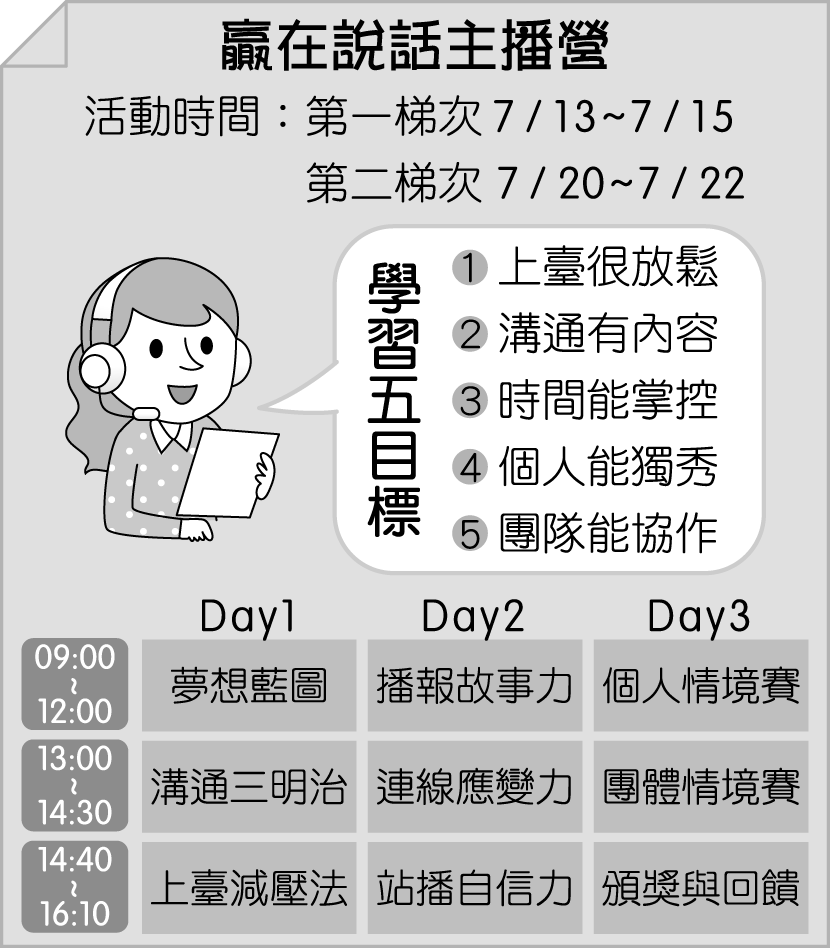 贏在說話主播營
活動時間：第一梯次 7 / 13~7 / 15
第二梯次 7 / 20~7 / 22
學習五目標
1 上臺很放鬆
2 溝通有內容
3 時間能掌控
4 個人能獨秀
5 團隊能協作
Day1 Day2 Day3
09:00~12:00 夢想藍圖 播報故事力 個人情境賽
13:00~14:30 溝通三明治 連線應變力 團體情境賽
14:40~16:10 上臺減壓法 站播自信力 頒獎與回饋